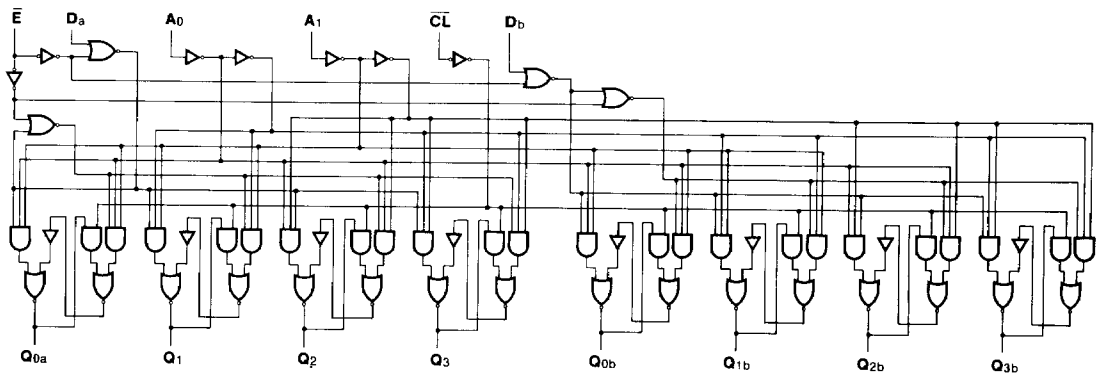 E̅ Da A0 A1 C̅L̅ Db
Q0a Q1 Q2 Q3 Q0b Q1b Q2b Q3b